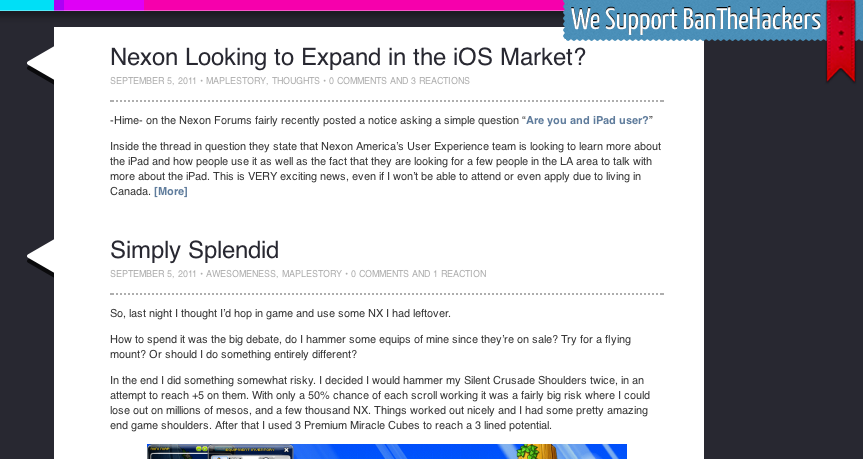 We Support BanTheHackers
Nexon Looking to Expand in the iOS Market?
SEPTEMBER 5, 2011 • MAPLESTORY, THOUGHTS • 0 COMMENTS AND 3 REACTIONS
-Hime- on the Nexon Forums fairly recently posted a notice asking a simple question “Are you and iPad user?”
Inside the thread in question they state that Nexon America’s User Experience team is looking to learn more about
the iPad and how people use it as well as the fact that they are looking for a few people in the LA area to talk with
more about the iPad. This is VERY exciting news, even if I won’t be able to attend or even apply due to living in
Canada. [More]
Simply Splendid
SEPTEMBER 5, 2011 • AWESOMENESS, MAPLESTORY • 0 COMMENTS AND 1 REACTION
So, last night I thought I’d hop in game and use some NX I had leftover.
How to spend it was the big debate, do I hammer some equips of mine since they’re on sale? Try for a flying
mount? Or should I do something entirely different?
In the end I did something somewhat risky. I decided I would hammer my Silent Crusade Shoulders twice, in an
attempt to reach +5 on them. With only a 50% chance of each scroll working it was a fairly big risk where I could
lose out on millions of mesos, and a few thousand NX. Things worked out nicely and I had some pretty amazing
end game shoulders. After that I used 3 Premium Miracle Cubes to reach a 3 lined potential.